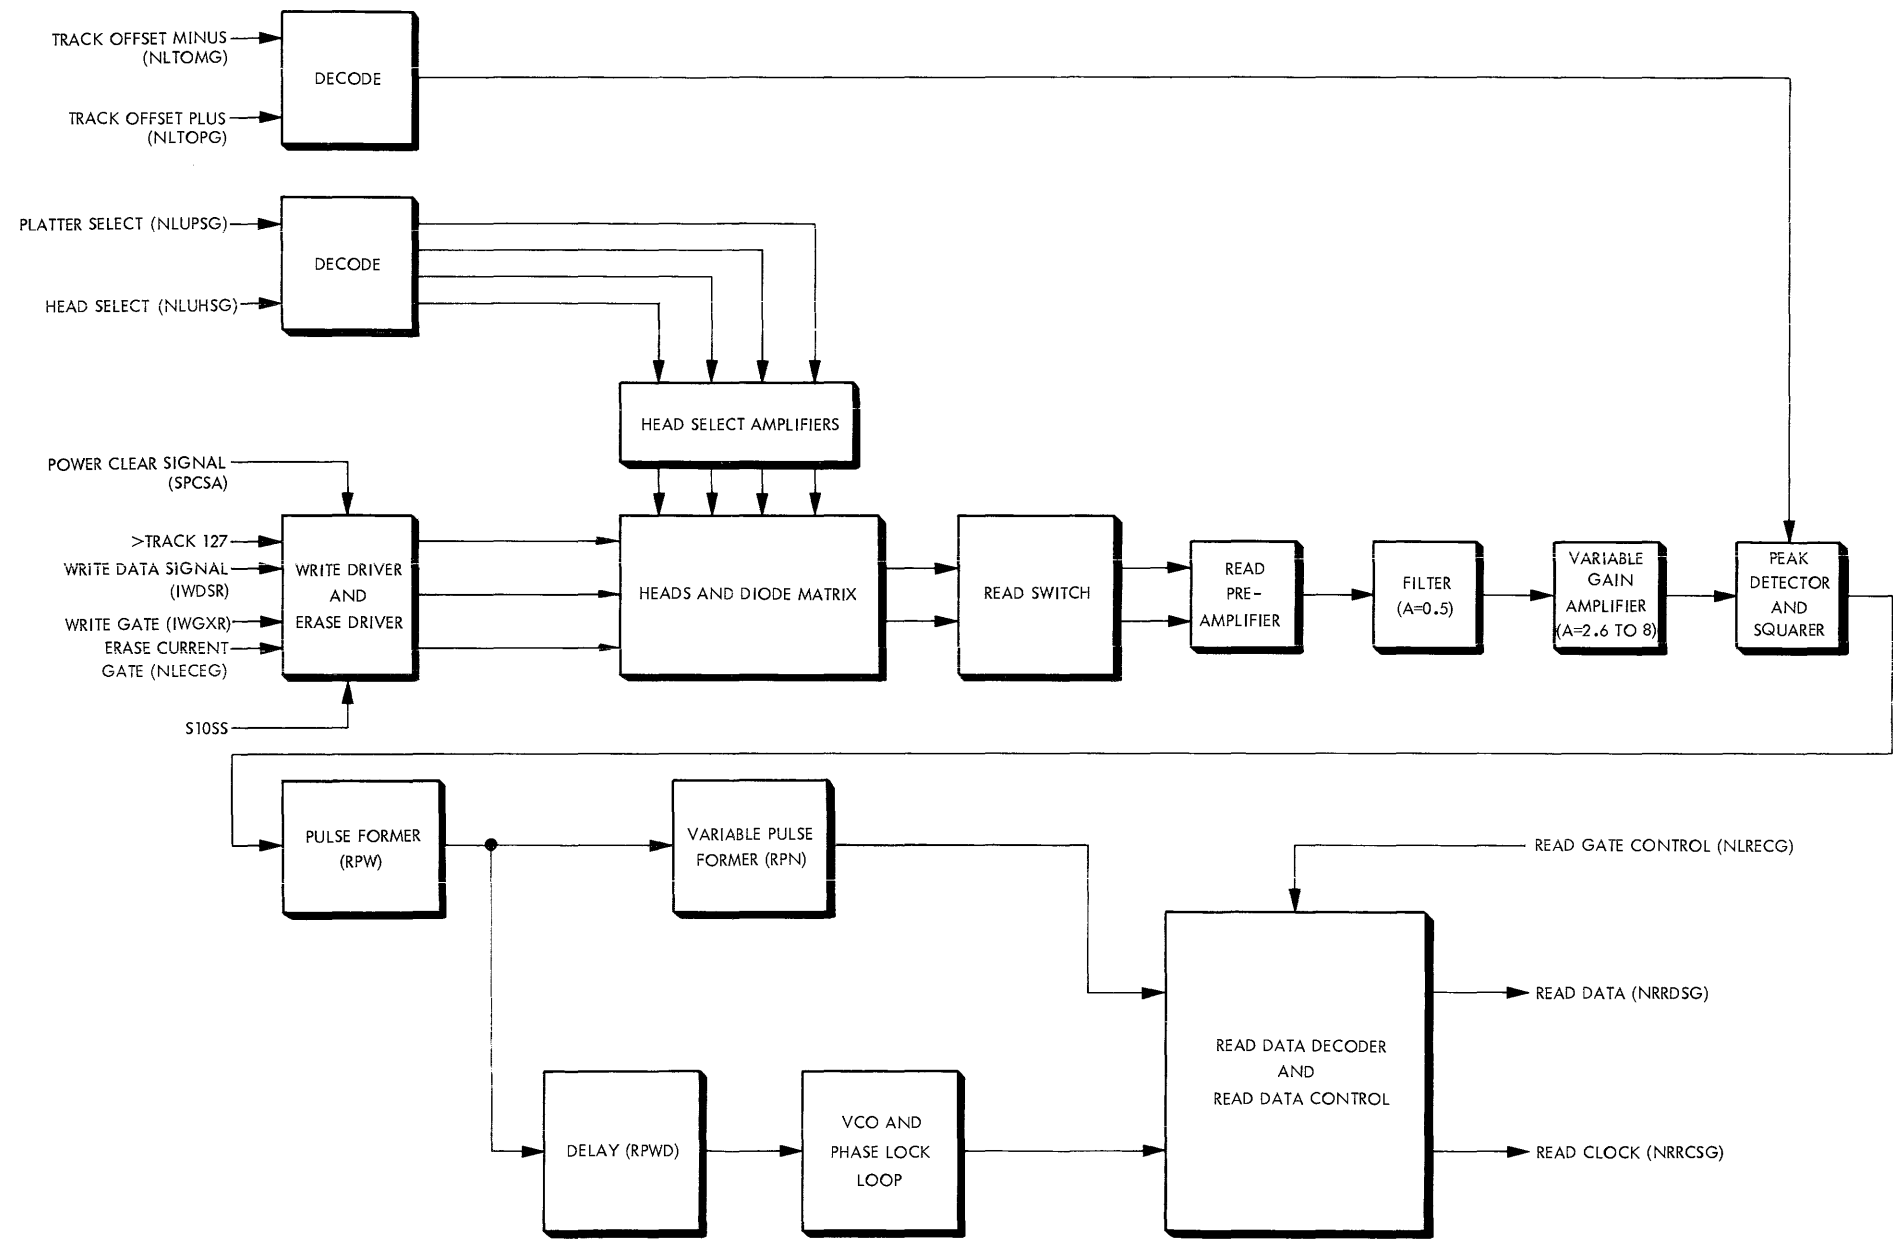 TRACK OFFSET MINUS
(NLTOMG)
DECODE
TRACK OFFSET PLUS
(NLTOPG)
PLATTER SELECT (NLUPSG)
DECODE
HEAD SELECT (NLUHSG)
HEAD SELECT AMPLIFIERS
POWER CLEAR SIGNAL
(SPCSA)
>TRACK 127
WRITE DATA SIGNAL
(IWDSR)
WRITE GATE (IWGXR)
ERASE CURRENT
GATE (NLECEG)
S10SS
WRITE DRIVER
AND
ERASE DRIVER
HEADS AND DIODE MATRIX
READ SWITCH
READ
PRE-
AMPLIFIER
FILTER
(A=0.5)
VARIABLE
GAIN
AMPLIFIER
(A=2.6 TO 8)
PEAK
DETECTOR
AND
SQUARER
PULSE FORMER
(RPW)
VARIABLE PULSE
FORMER (RPN)
READ GATE CONTROL (NLRECG)
READ DATA (NRRDSG)
READ DATA DECODER
AND
READ DATA CONTROL
DELAY (RPWD)
VCO AND
PHASE LOCK
LOOP
READ CLOCK (NRRCSG)